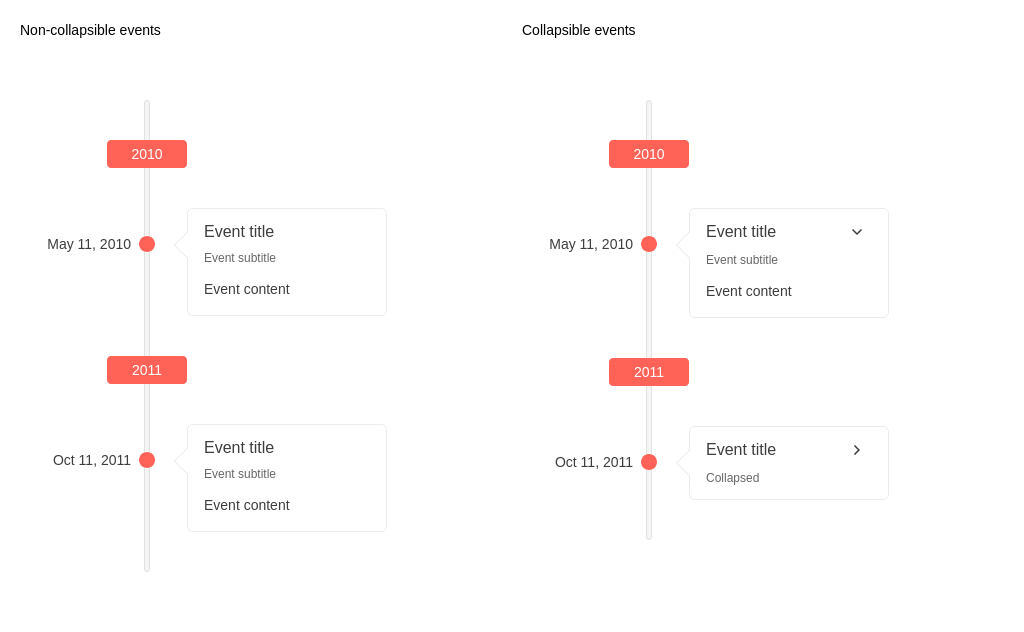 Non-collapsible events
2010
May 11, 2010
Event title
Event subtitle
Event content
2011
Oct 11, 2011
Event title
Event subtitle
Event content
Collapsible events
2010
May 11, 2010
Event title
Event subtitle
Event content
2011
Oct 11, 2011
Event title
Collapsed